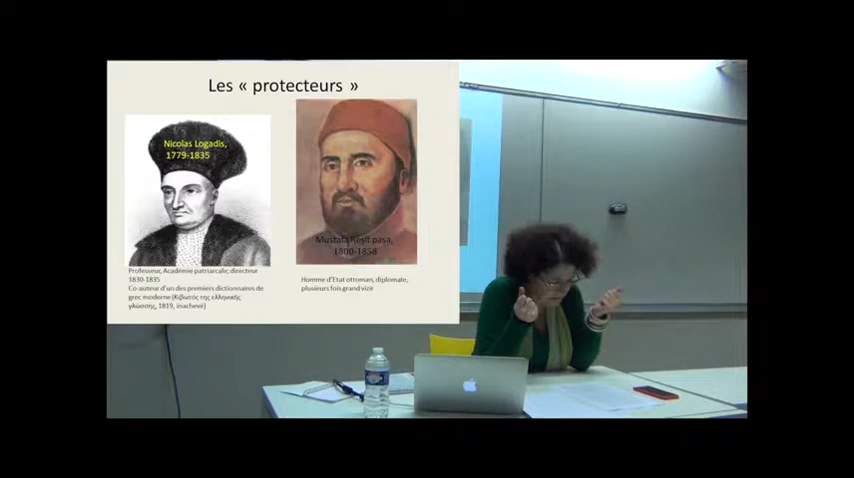 Les « protecteurs »
Nicolas Logadis,
1779-1835
Mustafa Reşit paşa,
1800-1858
Professeur, Académie patriarcale; directeur
1830-1835
Co-auteur d'un des premiers dictionnaires de
grec moderne (Κιβωτός της ελληνικής
γλώσσης, 1819, inachevé)
Homme d'Etat ottoman, diplomate,
plusieurs fois grand vizir